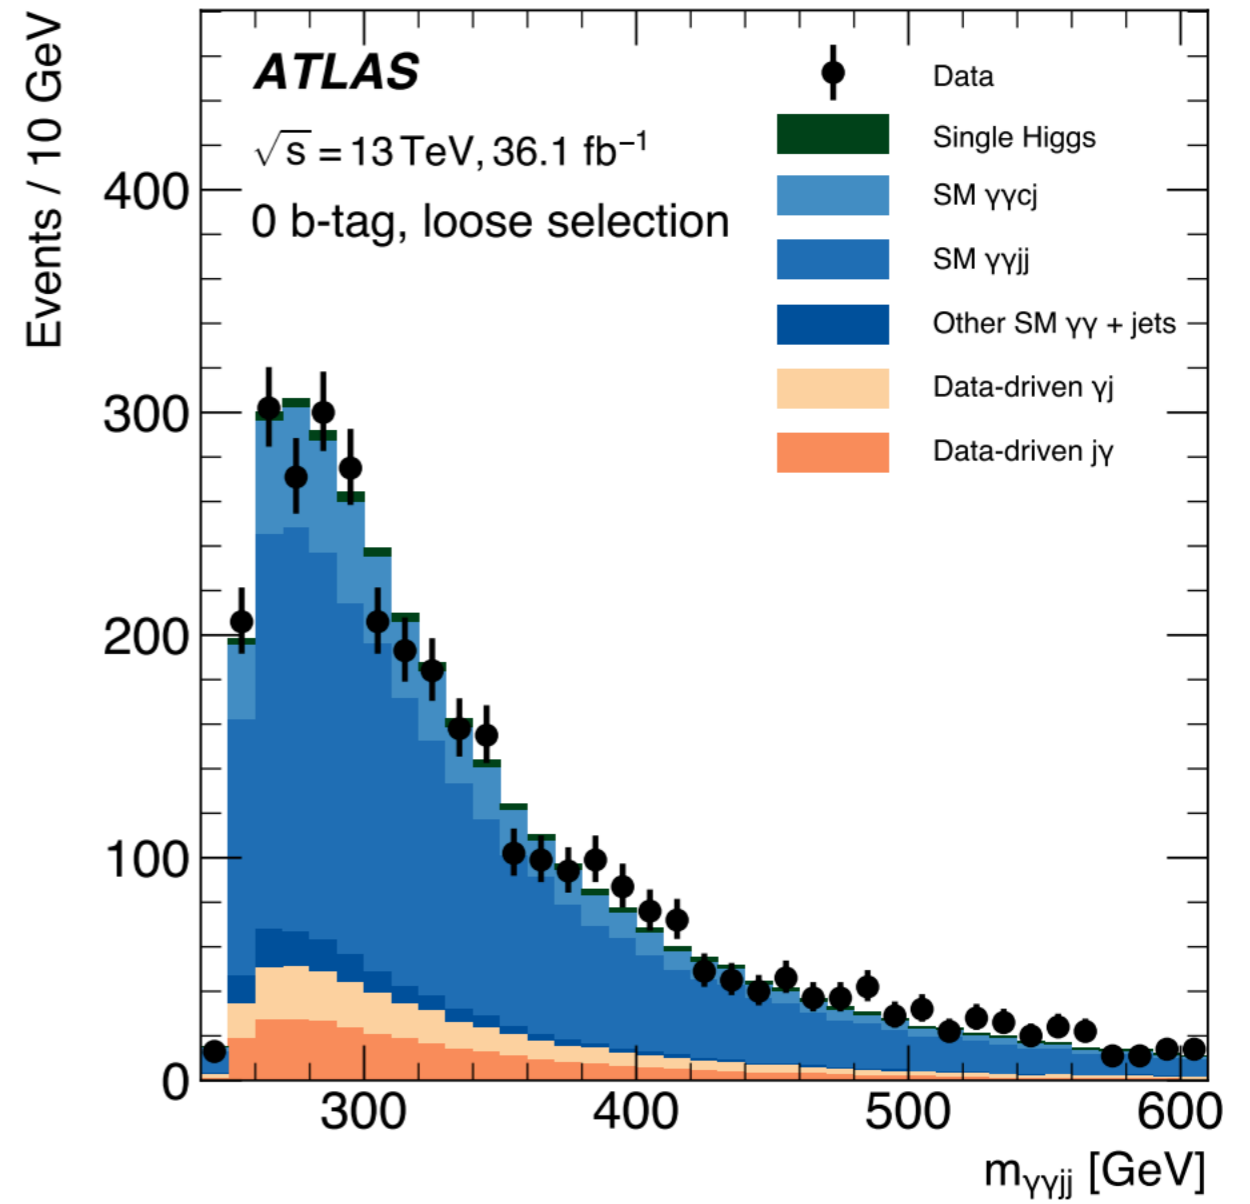 Events / 10 GeV
ATLAS
√s = 13 TeV, 36.1 fb⁻¹
0 b-tag, loose selection
Data
Single Higgs
SM γγcj
SM γγjj
Other SM γγ + jets
Data-driven γj
Data-driven jγ
400
300
200
100
0
300 400 500 600
mγγjj [GeV]